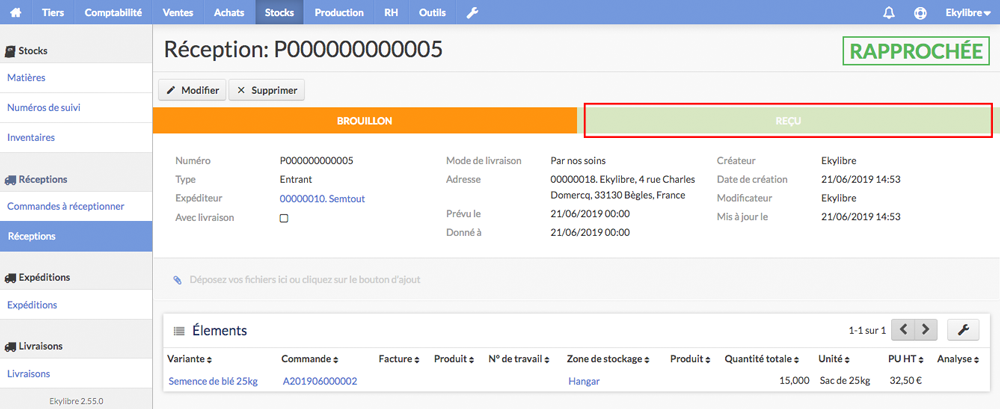 Tiers Comptabilité Ventes Achats Stocks Production RH Outils Ekylibre
Stocks
Matières
Numéros de suivi
Inventaires
Réceptions
Commandes à réceptionner
Réceptions
Expéditions
Expéditions
Livraisons
Livraisons
Ekylibre 2.55.0
Réception: P000000000005
RAPPROCHÉE
Modifier Supprimer
BROUILLON REÇU
Numéro P000000000005
Type Entrant
Expéditeur 00000010. Semtout
Avec livraison
Mode de livraison Par nos soins
Adresse 00000018. Ekylibre, 4 rue Charles
Domercq, 33130 Bègles, France
Prévu le 21/06/2019 00:00
Donné à 21/06/2019 00:00
Créateur Ekylibre
Date de création 21/06/2019 14:53
Modificateur Ekylibre
Mis à jour le 21/06/2019 14:53
Déposez vos fichiers ici ou cliquez sur le bouton d'ajout
Élements 1-1 sur 1
Variante Commande Facture Produit N° de travail Zone de stockage Produit Quantité totale Unité PU HT Analyse
Semence de blé 25kg A201906000002 Hangar 15,000 Sac de 25kg 32,50 €